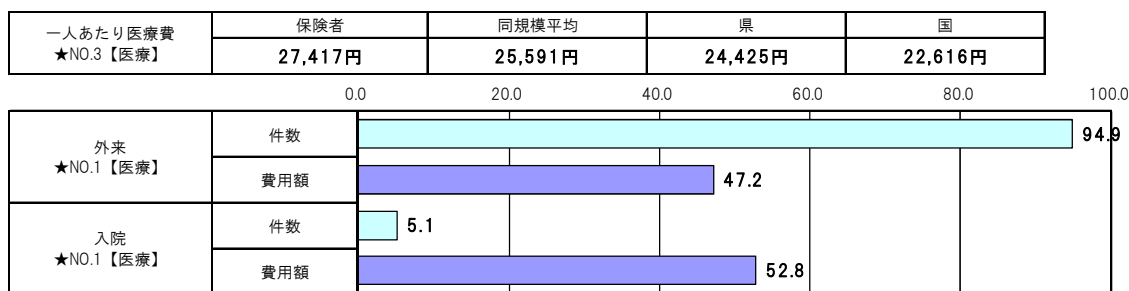 一人あたり医療費
★NO.3【医療】
保険者 同規模平均 県 国
27,417円 25,591円 24,425円 22,616円
0.0 20.0 40.0 60.0 80.0 100.0
外来
★NO.1【医療】
件数 94.9
費用額 47.2
入院
★NO.1【医療】
件数 5.1
費用額 52.8